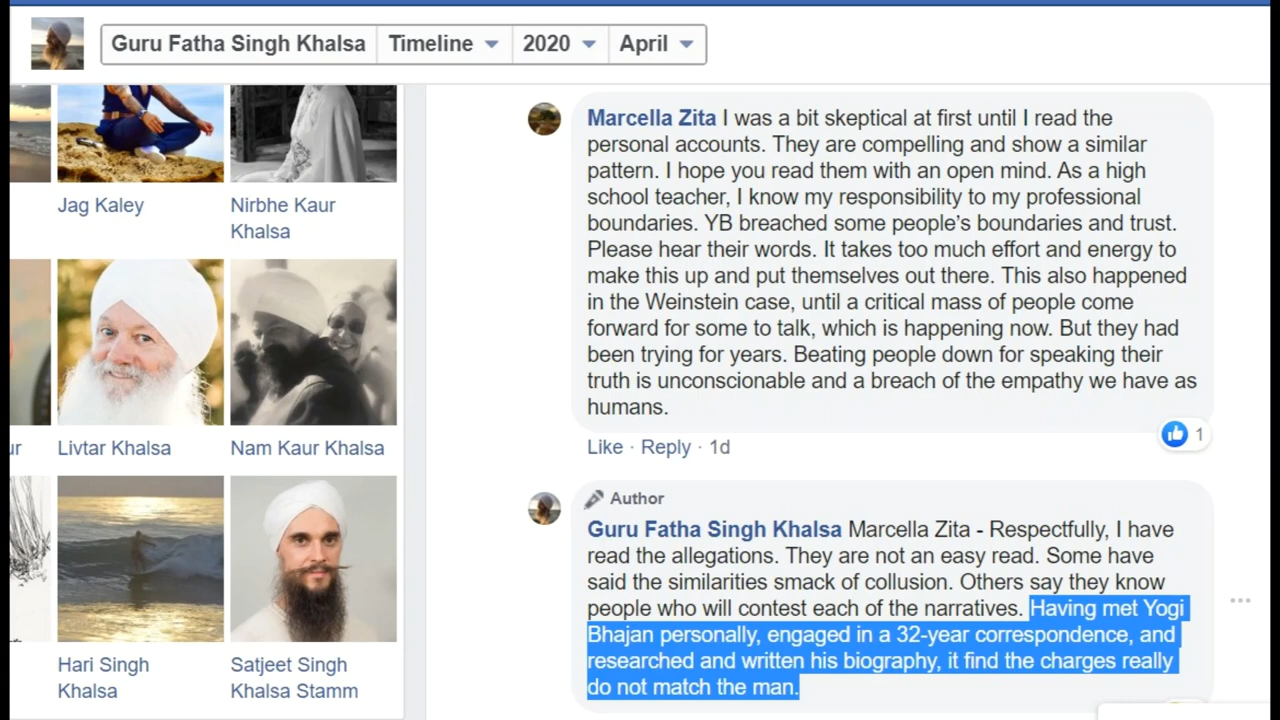 Guru Fatha Singh Khalsa Timeline 2020 April
Jag Kaley
Nirbhe Kaur
Khalsa
ur
Livtar Khalsa
Nam Kaur Khalsa
Hari Singh
Khalsa
Satjeet Singh
Khalsa Stamm
Marcella Zita I was a bit skeptical at first until I read the
personal accounts. They are compelling and show a similar
pattern. I hope you read them with an open mind. As a high
school teacher, I know my responsibility to my professional
boundaries. YB breached some people’s boundaries and trust.
Please hear their words. It takes too much effort and energy to
make this up and put themselves out there. This also happened
in the Weinstein case, until a critical mass of people come
forward for some to talk, which is happening now. But they had
been trying for years. Beating people down for speaking their
truth is unconscionable and a breach of the empathy we have as
humans.
1
Like · Reply · 1d
Author
Guru Fatha Singh Khalsa Marcella Zita - Respectfully, I have
read the allegations. They are not an easy read. Some have
said the similarities smack of collusion. Others say they know
people who will contest each of the narratives. Having met Yogi
Bhajan personally, engaged in a 32-year correspondence, and
researched and written his biography, it find the charges really
do not match the man.